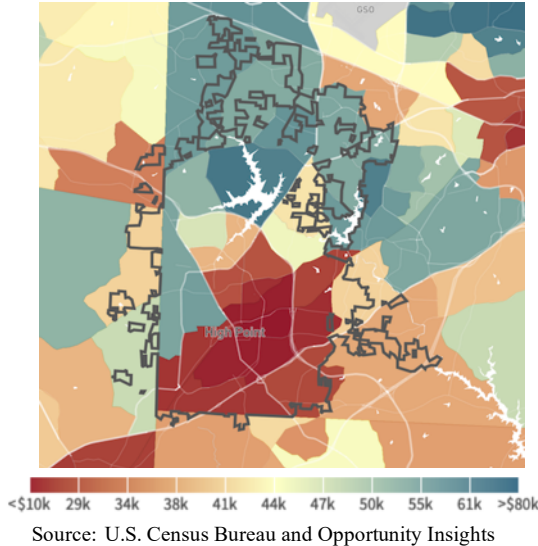 GSO
High Point
<$10k 29k 34k 38k 41k 44k 47k 50k 55k 61k >$80k
Source: U.S. Census Bureau and Opportunity Insights